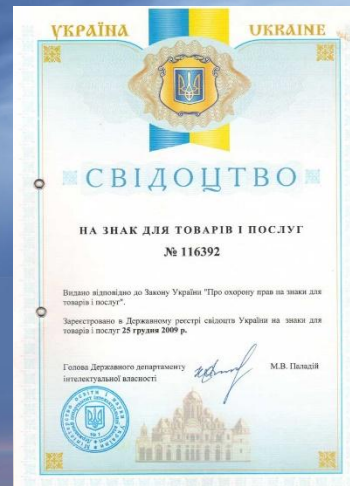 УКРАЇНА UKRAINE
СВІДОЦТВО
НА ЗНАК ДЛЯ ТОВАРІВ І ПОСЛУГ
№ 116392
Видано відповідно до Закону України "Про охорону прав на знаки для
товарів і послуг".
Зареєстровано в Державному реєстрі свідоцтв України на знаки для
товарів і послуг 25 грудня 2009 р.
Голова Державного департаменту М.В. Паладій
інтелектуальної власності